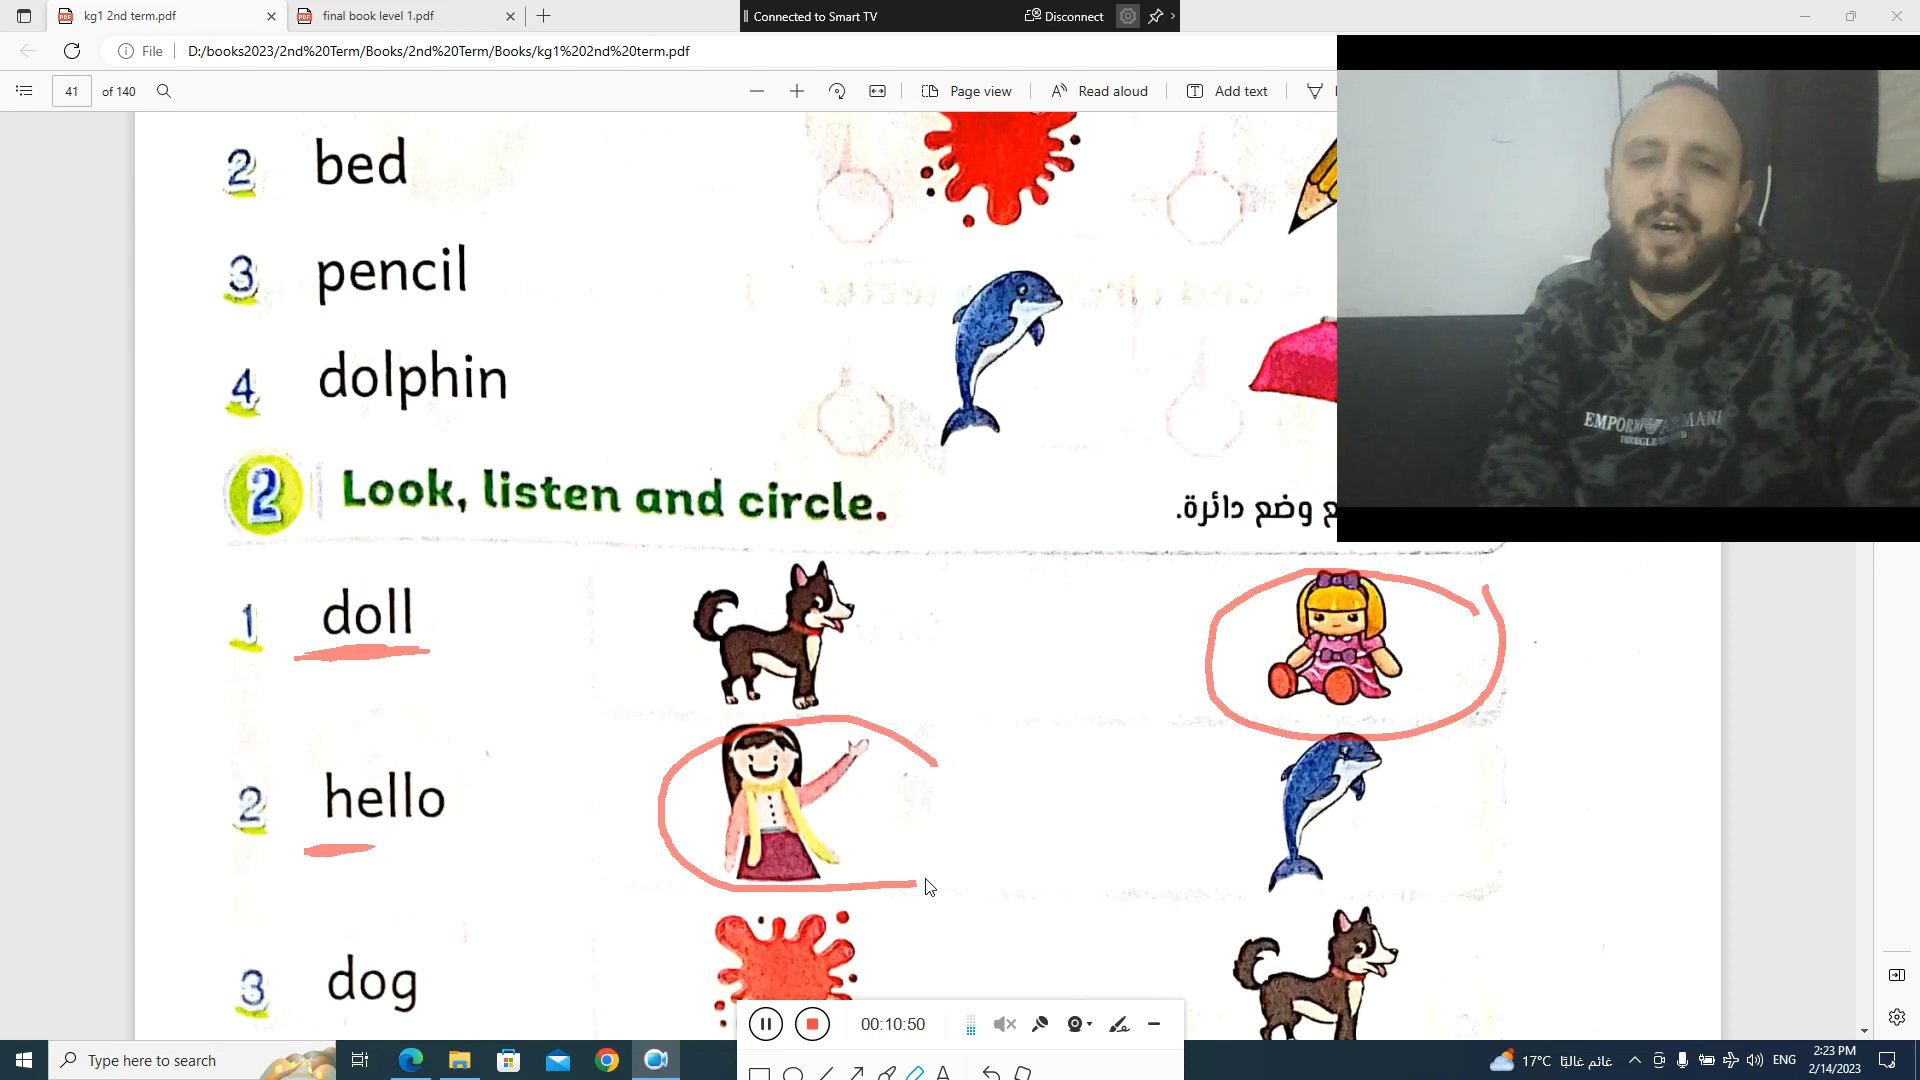 kg1 2nd term.pdf
final book level 1.pdf
Connected to Smart TV
Disconnect
File
D:/books2023/2nd%20Term/Books/2nd%20Term/Books/kg1%202nd%20term.pdf
41
of 140
Page view
Read aloud
Add text
2 bed
3 pencil
4 dolphin
2 Look, listen and circle.
ع وضع دائرة.
1 doll
2 hello
3 dog
EMPORIO ARMANI
00:10:50
Type here to search
17°C غائم غالبًا
ENG
2:23 PM
2/14/2023